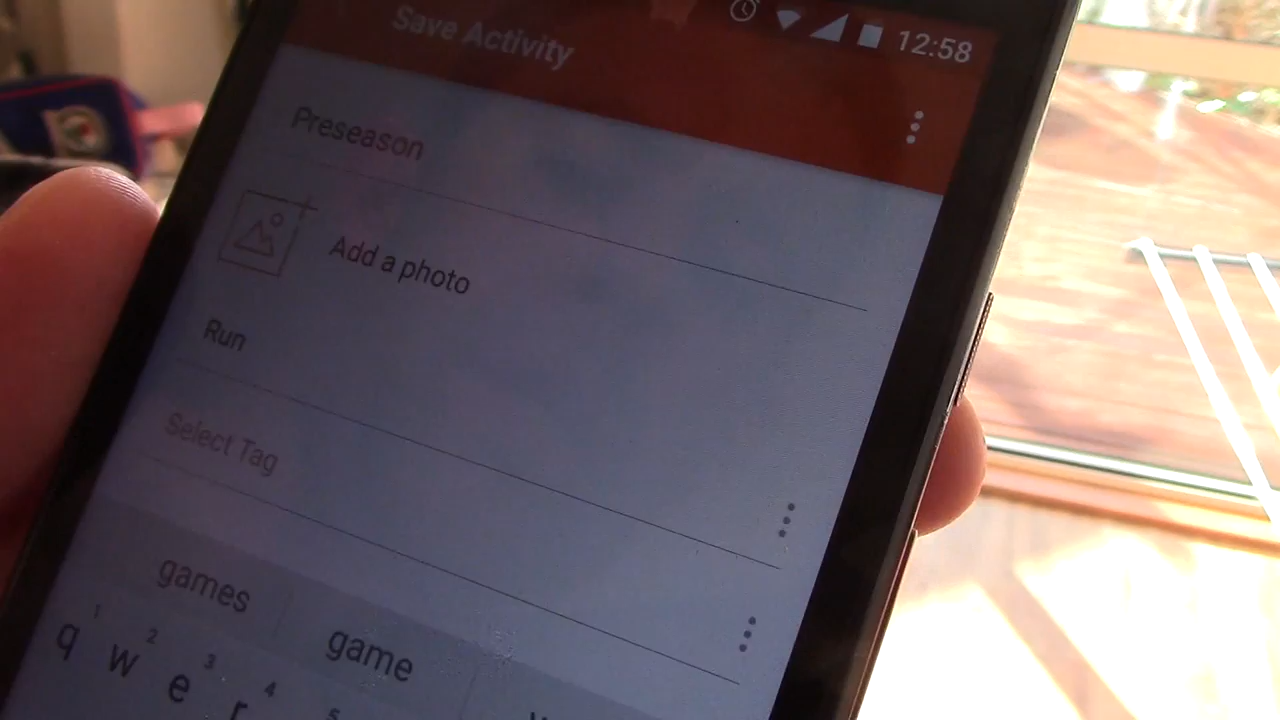 12:58
Save Activity
Preseason
Add a photo
Run
Select Tag
games game
1 2 3 4 5
q w e r